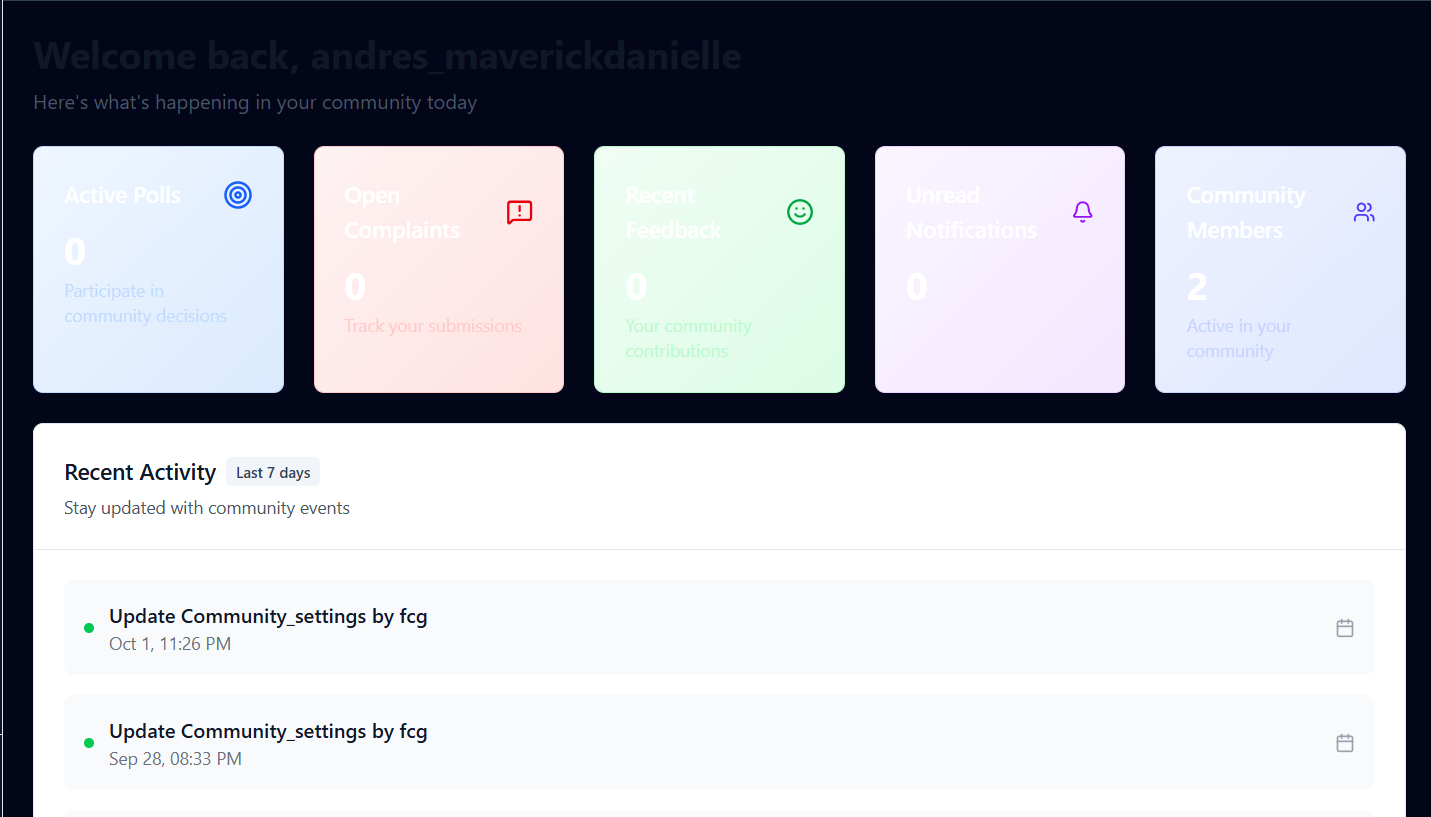 Welcome back, andres_maverickdanielle
Here's what's happening in your community today
Active Polls
0
Participate in
community decisions
Open
Complaints
0
Track your submissions
Recent
Feedback
0
Your community
contributions
Unread
Notifications
0
Community
Members
2
Active in your
community
Recent Activity Last 7 days
Stay updated with community events
Update Community_settings by fcg
Oct 1, 11:26 PM
Update Community_settings by fcg
Sep 28, 08:33 PM